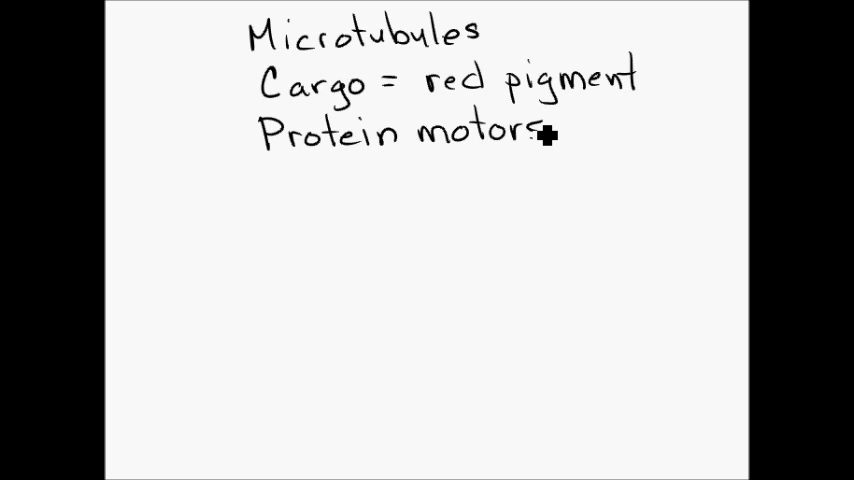 Microtubules
Cargo = red pigment
Protein motors